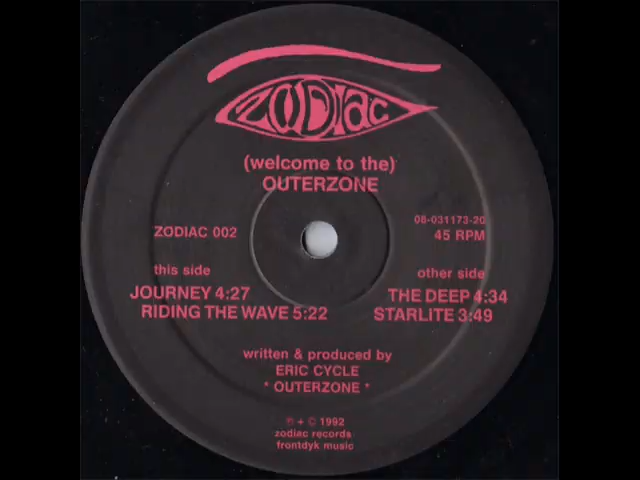 ZODIAC
(welcome to the)
OUTERZONE
ZODIAC 002
08-031173-20
45 RPM
this side
JOURNEY 4:27
RIDING THE WAVE 5:22
other side
THE DEEP 4:34
STARLITE 3:49
written & produced by
ERIC CYCLE
* OUTERZONE *
℗ + © 1992
zodiac records
frontdyk music